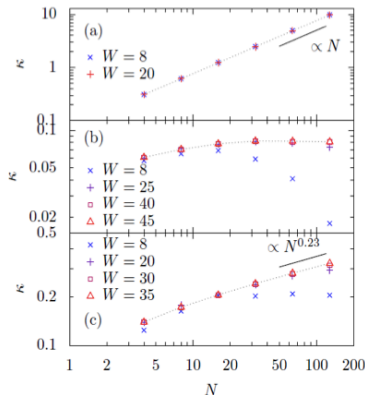 10
(a)
W = 8
W = 20
κ
1
∝ N
0.1
0.1
(b)
W = 8
W = 25
W = 40
W = 45
κ
0.05
0.02
0.5
W = 8
W = 20
W = 30
W = 35
∝ N^0.23
κ
0.2
(c)
0.1
1 2 5 10 20 50 100 200
N